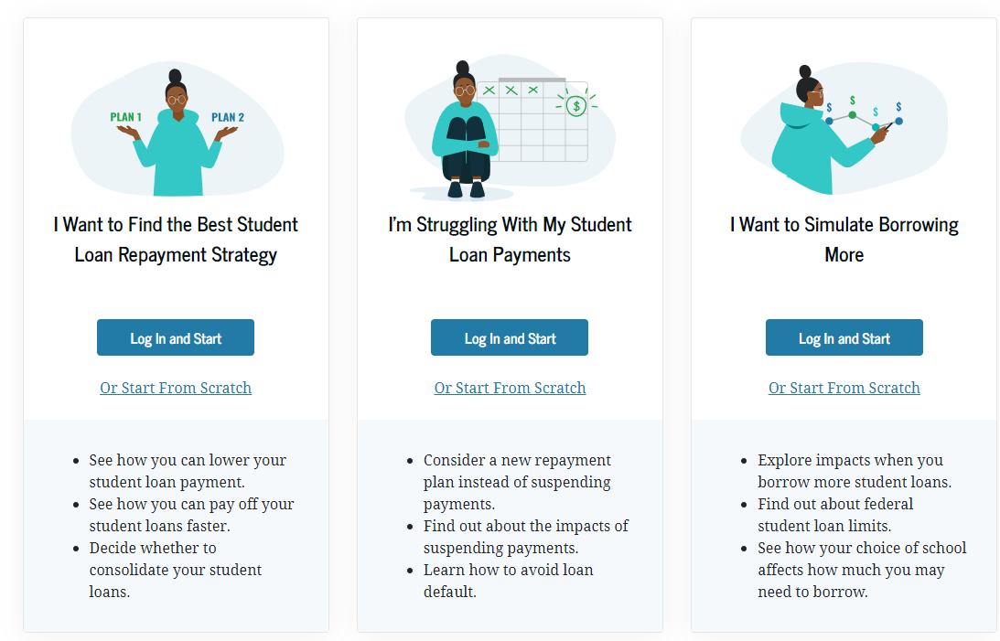 PLAN 1
PLAN 2
I Want to Find the Best Student
Loan Repayment Strategy
Log In and Start
Or Start From Scratch
• See how you can lower your
student loan payment.
• See how you can pay off your
student loans faster.
• Decide whether to
consolidate your student
loans.
$
I'm Struggling With My Student
Loan Payments
Log In and Start
Or Start From Scratch
• Consider a new repayment
plan instead of suspending
payments.
• Find out about the impacts of
suspending payments.
• Learn how to avoid loan
default.
$ $ $ $
I Want to Simulate Borrowing
More
Log In and Start
Or Start From Scratch
• Explore impacts when you
borrow more student loans.
• Find out about federal
student loan limits.
• See how your choice of school
affects how much you may
need to borrow.